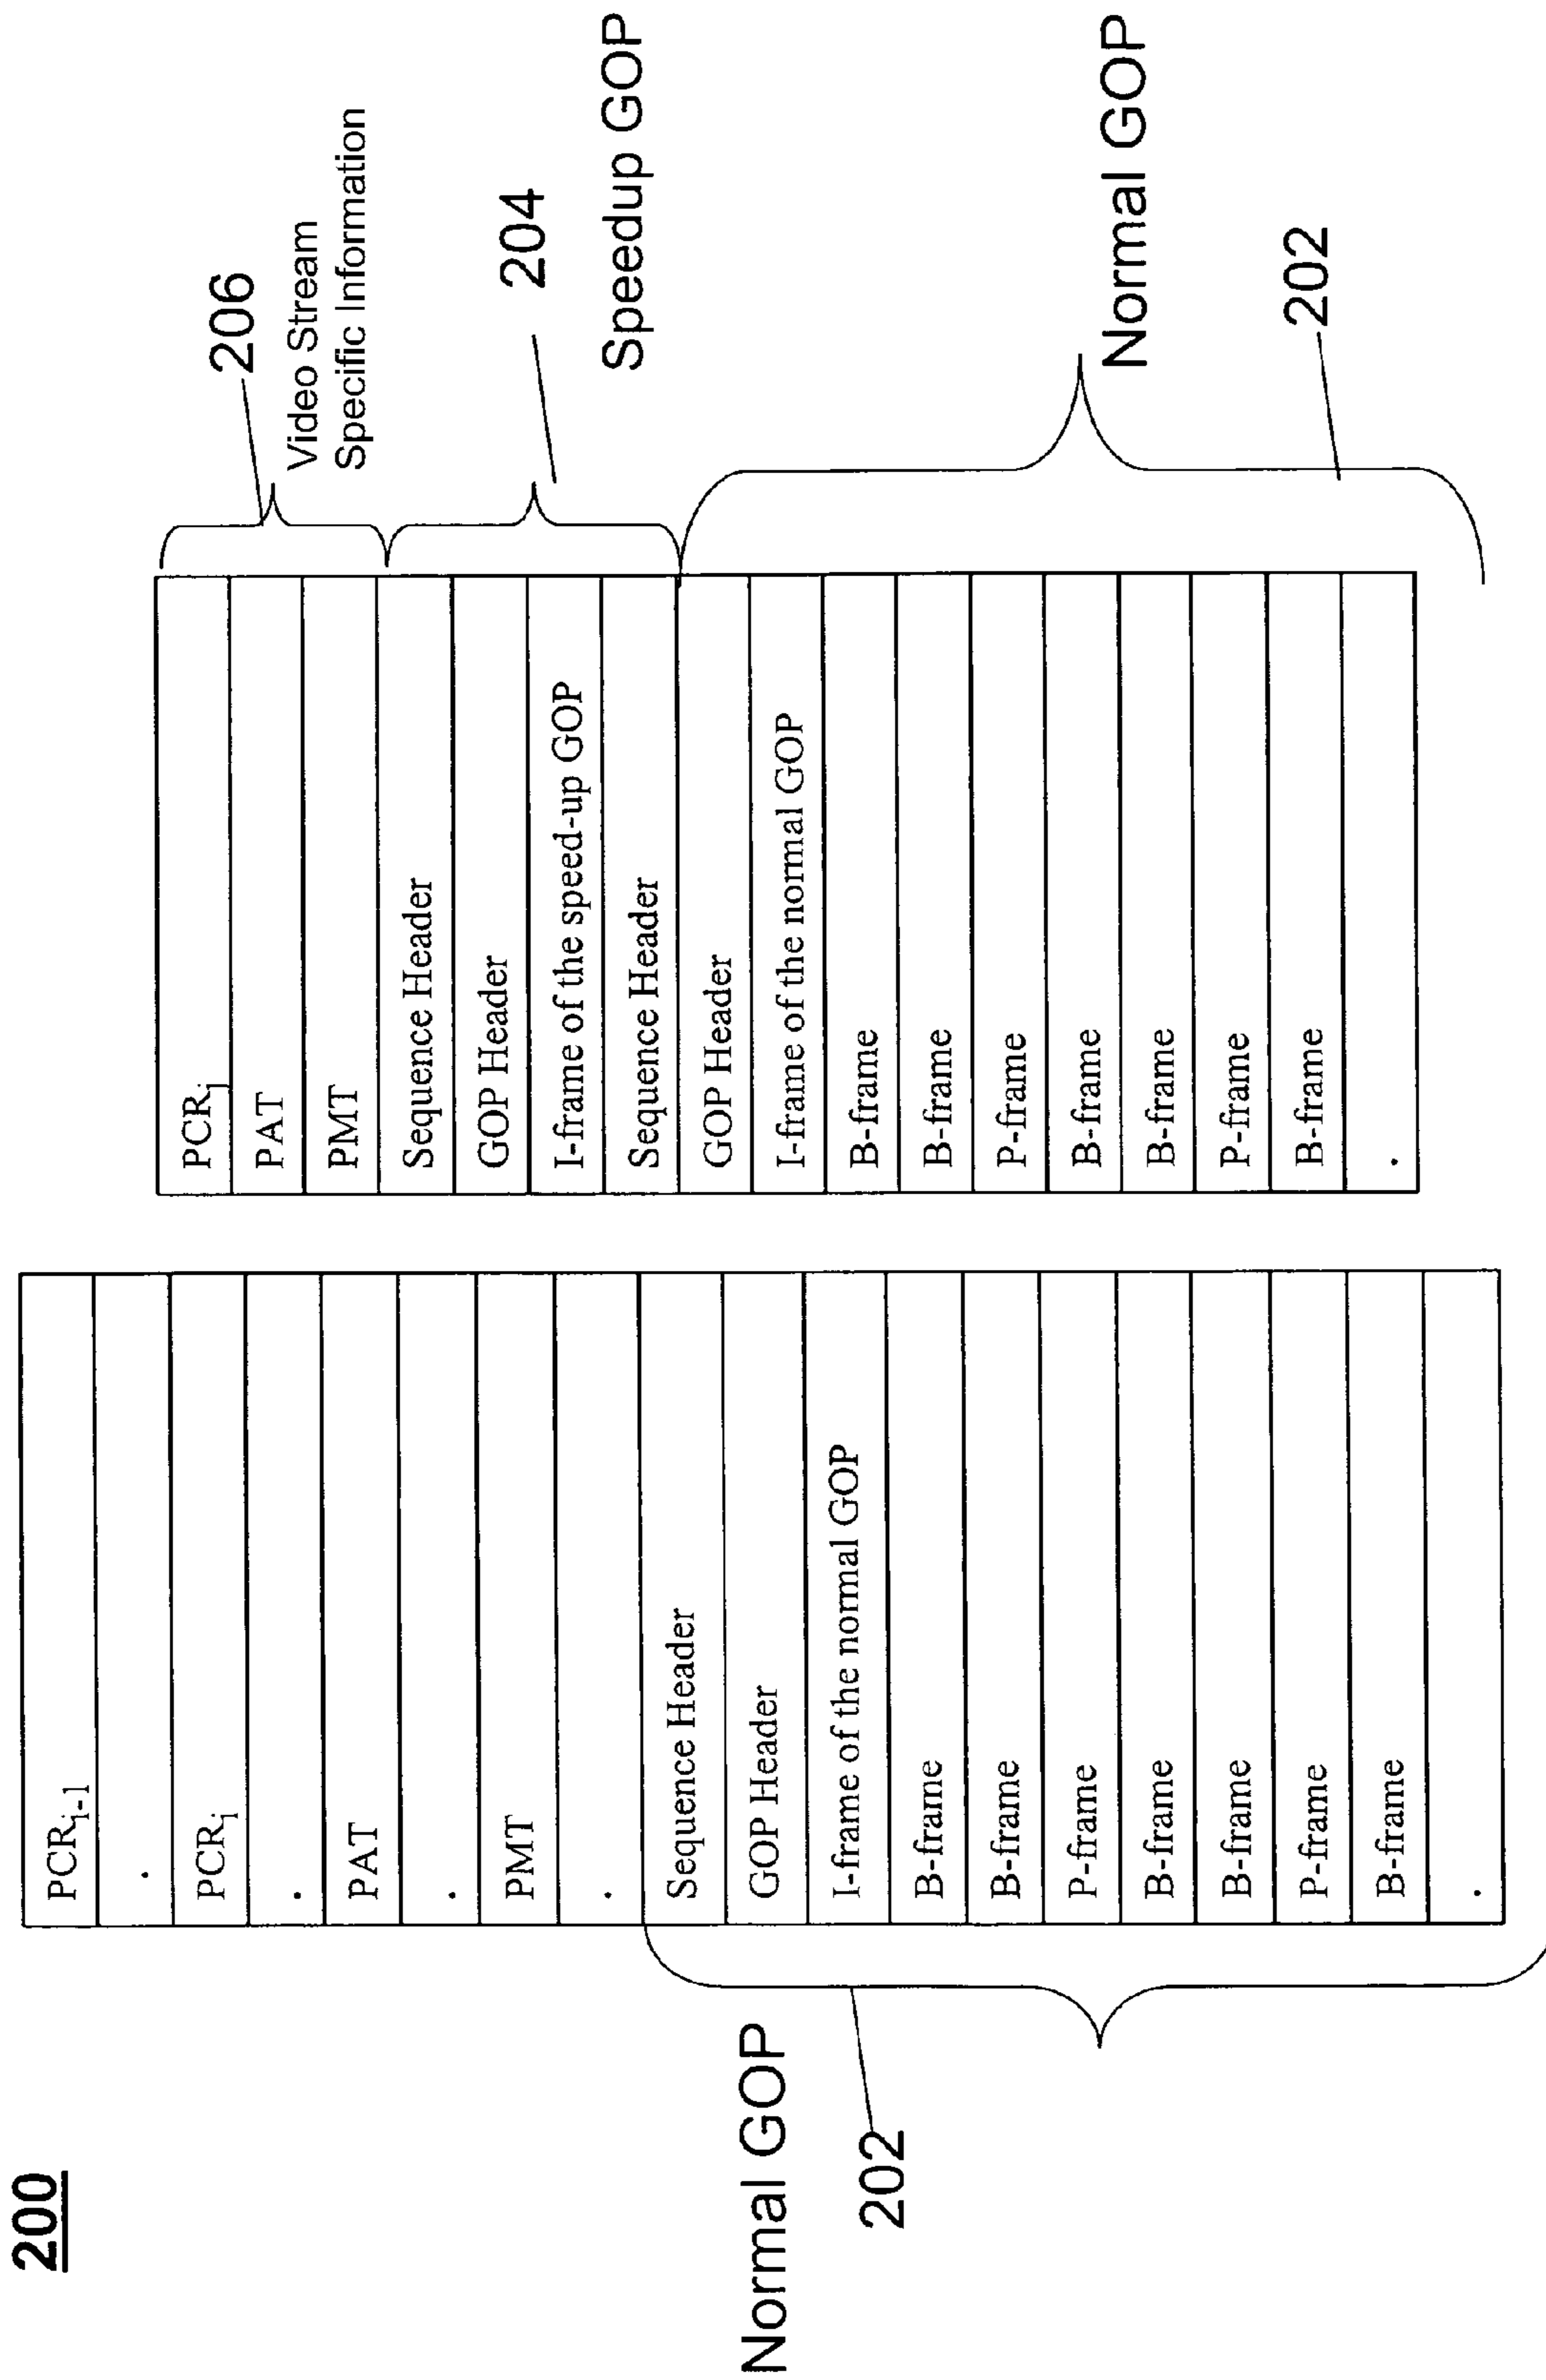 200
Normal GOP
202
PCRi-1
.
PCRi
.
PAT
.
PMT
.
Sequence Header
GOP Header
I-frame of the normal GOP
B-frame
B-frame
P-frame
B-frame
B-frame
P-frame
B-frame
.
PCRj
PAT
PMT
Sequence Header
GOP Header
I-frame of the speed-up GOP
Sequence Header
GOP Header
I-frame of the normal GOP
B-frame
B-frame
P-frame
B-frame
B-frame
P-frame
B-frame
.
206
Video Stream
Specific Information
204
Speedup GOP
Normal GOP
202